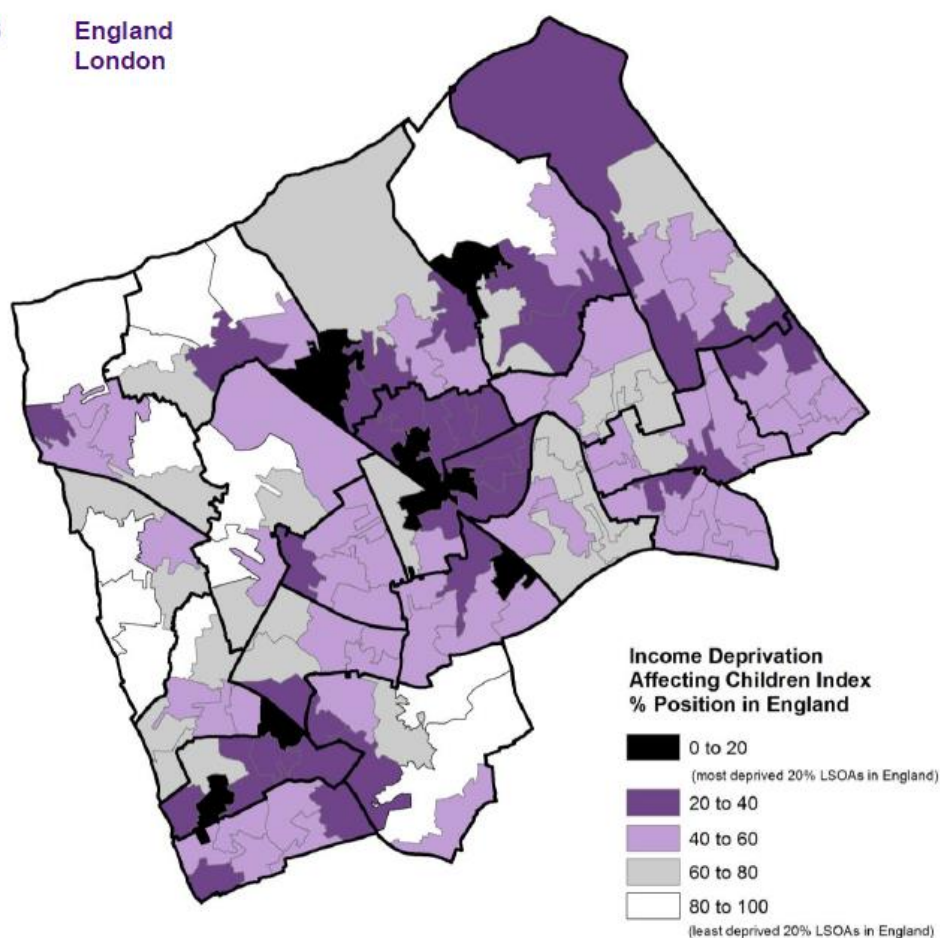 England
London
Income Deprivation
Affecting Children Index
% Position in England
0 to 20
(most deprived 20% LSOAs in England)
20 to 40
40 to 60
60 to 80
80 to 100
(least deprived 20% LSOAs in England)